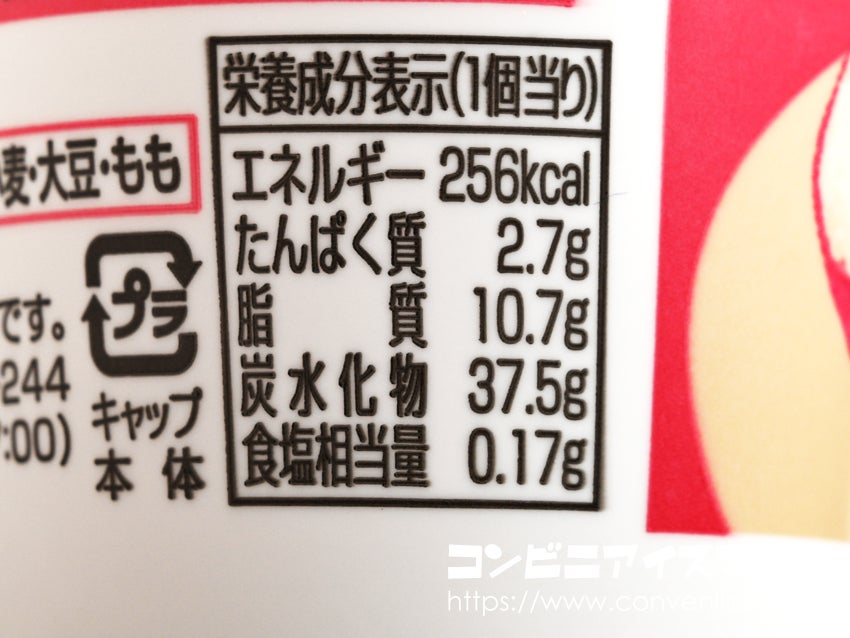 栄養成分表示(1個当り)
エネルギー 256kcal
たんぱく質 2.7g
脂質 10.7g
炭水化物 37.5g
食塩相当量 0.17g
麦・大豆・もも
プラ
キャップ
本体
です。
244
:00)
コンビニアイス
https://www.conveni